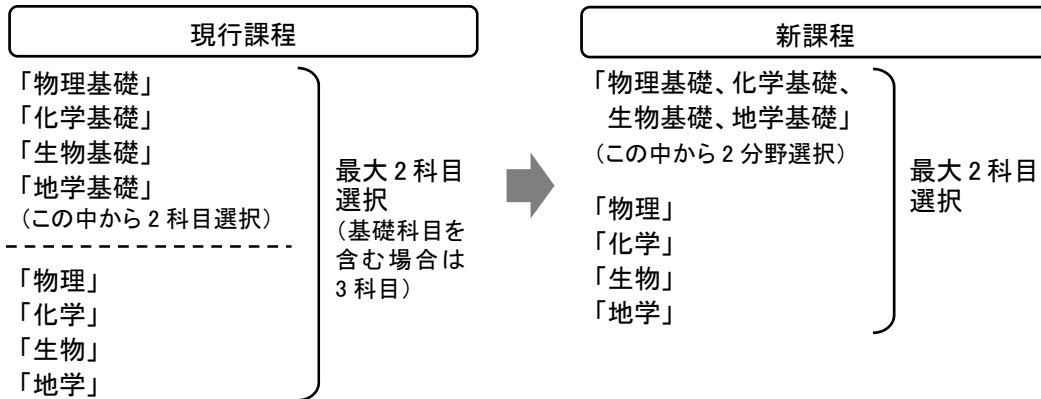 現行課程
「物理基礎」
「化学基礎」
「生物基礎」
「地学基礎」
（この中から2科目選択）
「物理」
「化学」
「生物」
「地学」
最大2科目
選択
（基礎科目を
含む場合は
3科目）
新課程
「物理基礎、化学基礎、
生物基礎、地学基礎」
（この中から2分野選択）
「物理」
「化学」
「生物」
「地学」
最大2科目
選択